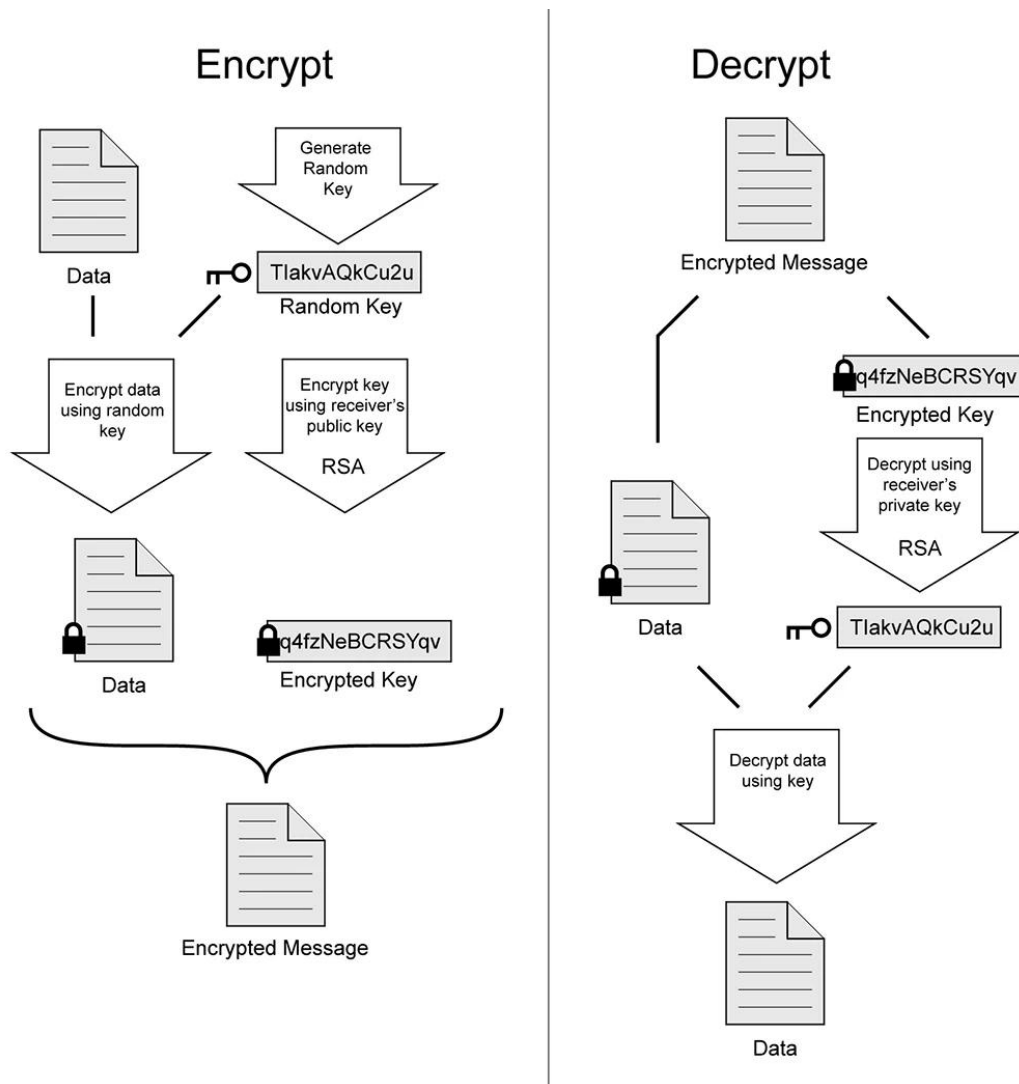 Encrypt
Generate
Random
Key
Data
TIakvAQkCu2u
Random Key
Encrypt data
using random
key
Encrypt key
using receiver's
public key
RSA
Data
q4fzNeBCRSYqv
Encrypted Key
Encrypted Message
Decrypt
Encrypted Message
q4fzNeBCRSYqv
Encrypted Key
Decrypt using
receiver's
private key
RSA
Data
TIakvAQkCu2u
Decrypt data
using key
Data